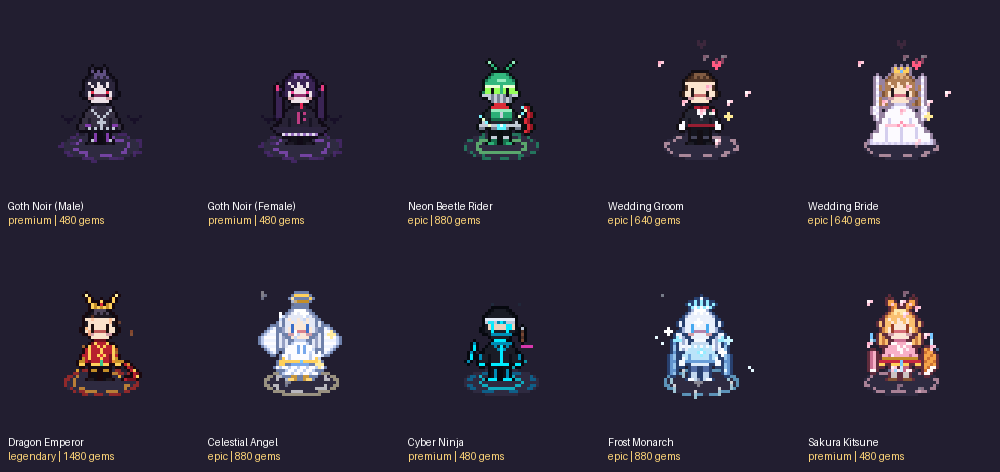 Goth Noir (Male)
premium | 480 gems
Goth Noir (Female)
premium | 480 gems
Neon Beetle Rider
epic | 880 gems
Wedding Groom
epic | 640 gems
Wedding Bride
epic | 640 gems
Dragon Emperor
legendary | 1480 gems
Celestial Angel
epic | 880 gems
Cyber Ninja
premium | 480 gems
Frost Monarch
epic | 880 gems
Sakura Kitsune
premium | 480 gems